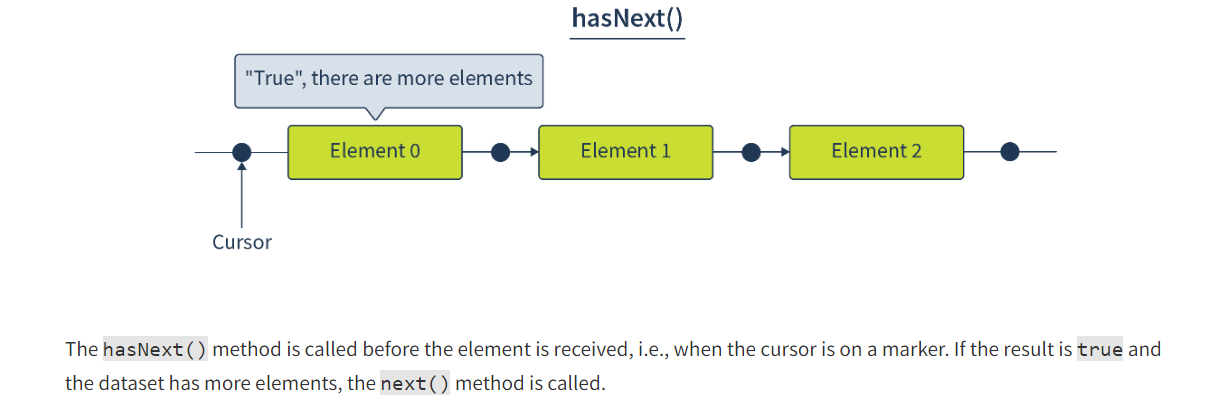 hasNext()
"True", there are more elements
Element 0
Element 1
Element 2
Cursor
The hasNext() method is called before the element is received, i.e., when the cursor is on a marker. If the result is true and
the dataset has more elements, the next() method is called.